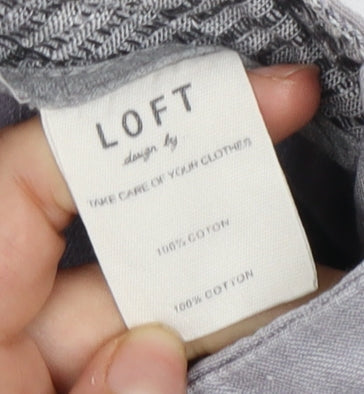 LOFT
design by
TAKE CARE OF YOUR CLOTHES
100% COTON
100% COTTON